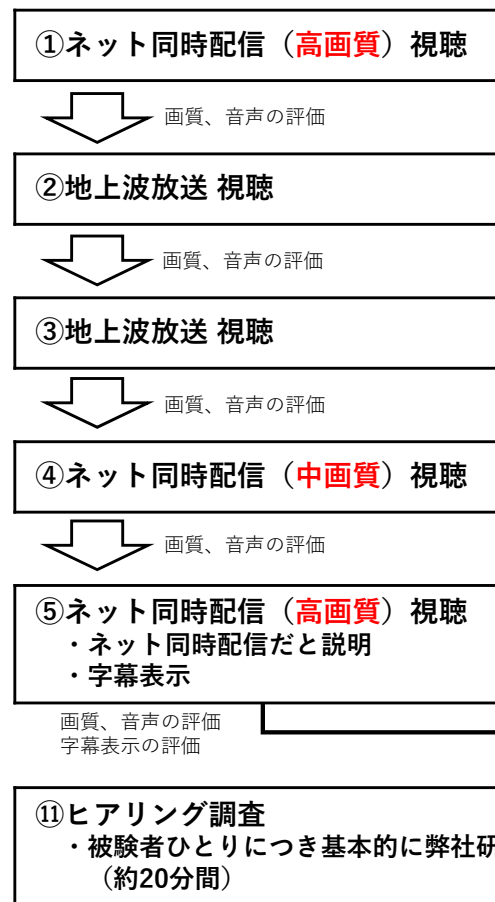 ①ネット同時配信（高画質）視聴
画質、音声の評価
②地上波放送 視聴
画質、音声の評価
③地上波放送 視聴
画質、音声の評価
④ネット同時配信（中画質）視聴
画質、音声の評価
⑤ネット同時配信（高画質）視聴
・ネット同時配信だと説明
・字幕表示
画質、音声の評価
字幕表示の評価
⑪ヒアリング調査
・被験者ひとりにつき基本的に弊社研
（約20分間）